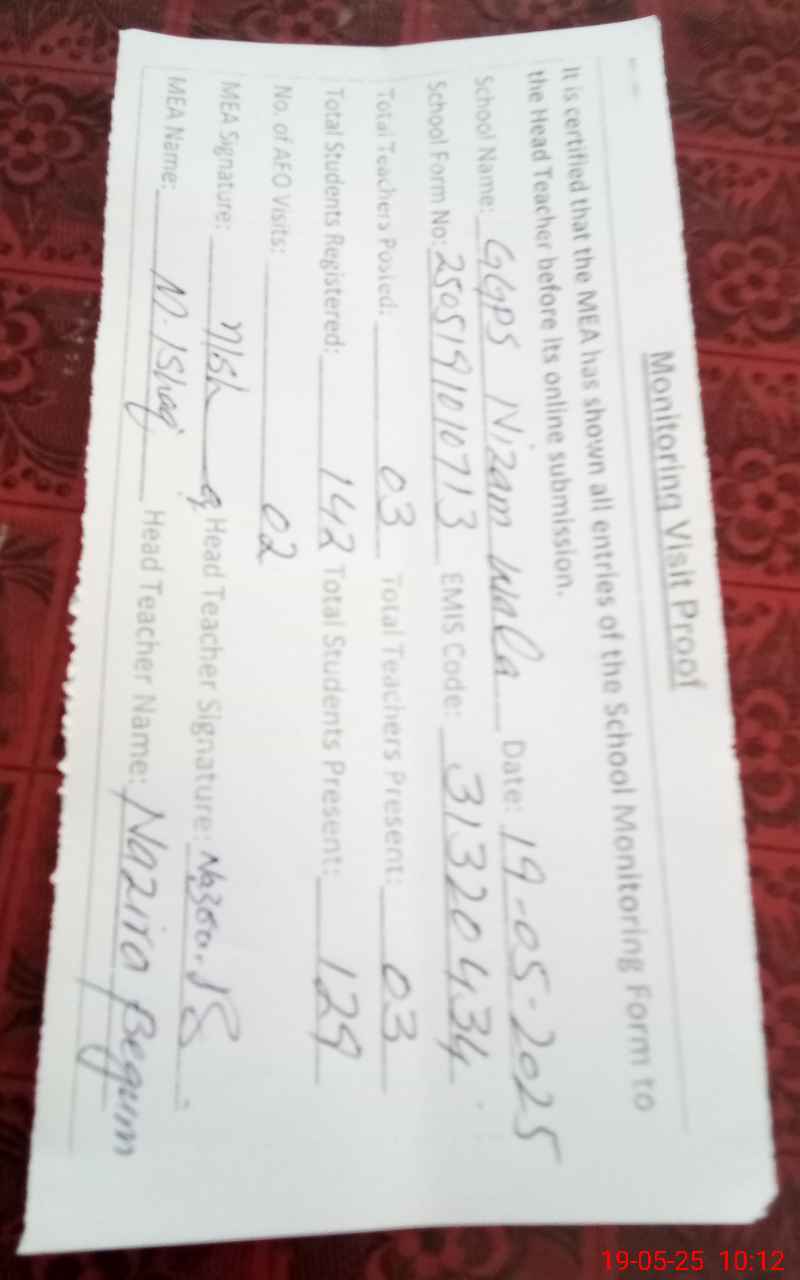 Monitoring Visit Proof
It is certified that the MEA has shown all entries of the School Monitoring Form to
the Head Teacher before its online submission.
School Name: GGPS Nizam Wala Date: 19-05-2025
School Form No: 2505191010713 EMIS Code: 31320434
Total Teachers Posted: 03 Total Teachers Present: 03
Total Students Registered: 142 Total Students Present: 129
No. of AEO Visits: 02
MEA Signature: Head Teacher Signature:
MEA Name: M. Ishaq Head Teacher Name: Nazira Begum
19-05-25 10:12